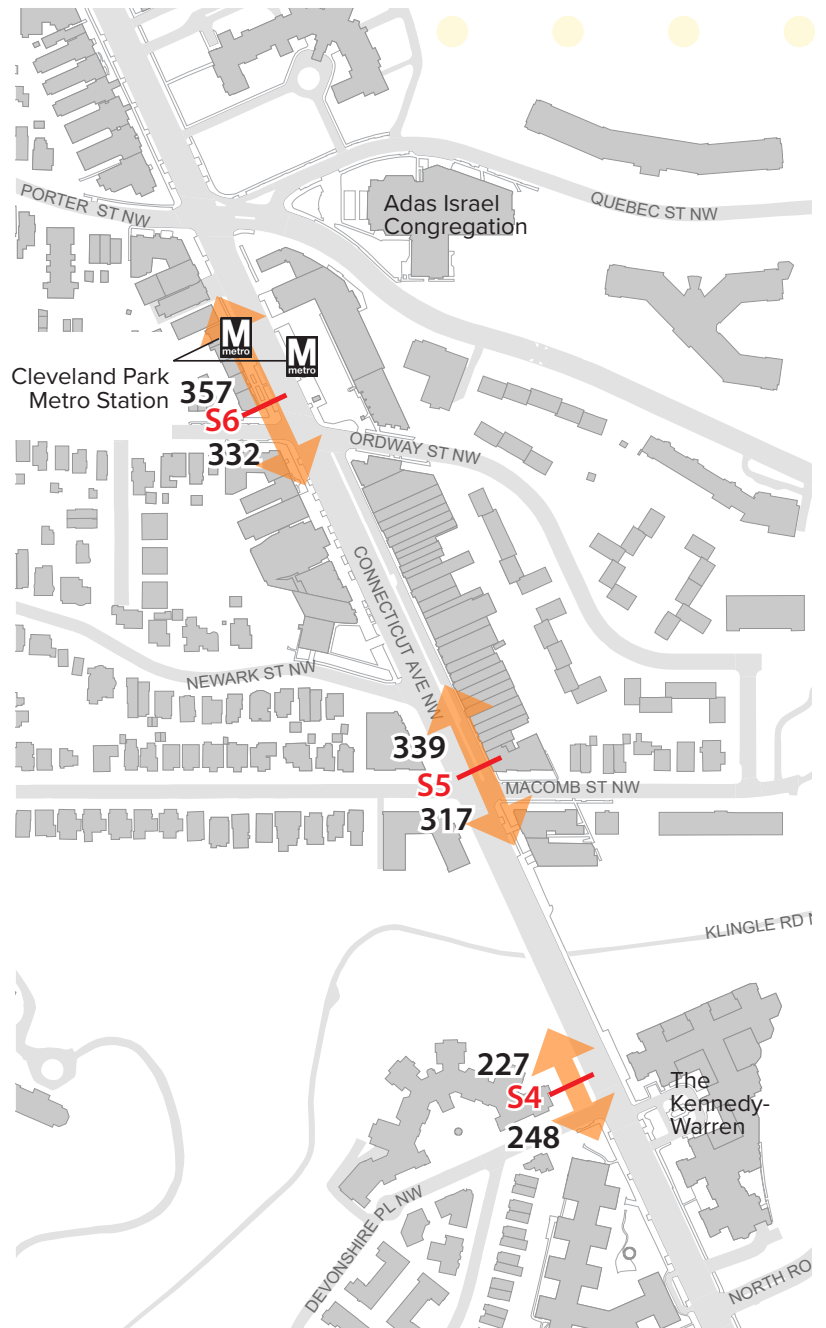 PORTER ST NW
Adas Israel
Congregation
QUEBEC ST NW
M
metro
M
metro
Cleveland Park
Metro Station
357
S6
332
ORDWAY ST NW
CONNECTICUT AVE NW
NEWARK ST NW
339
S5
317
MACOMB ST NW
KLINGLE RD
227
S4
248
The
Kennedy-
Warren
DEVONSHIRE PL NW
NORTH RO